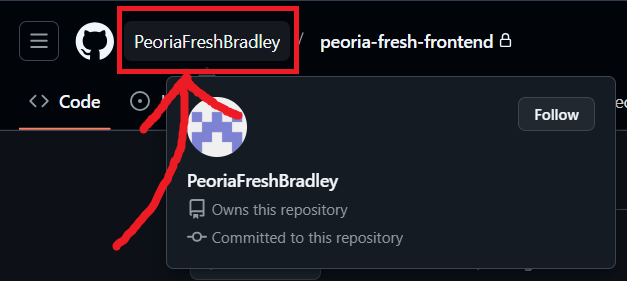 PeoriaFreshBradley / peoria-fresh-frontend
Code
Follow
PeoriaFreshBradley
Owns this repository
Committed to this repository